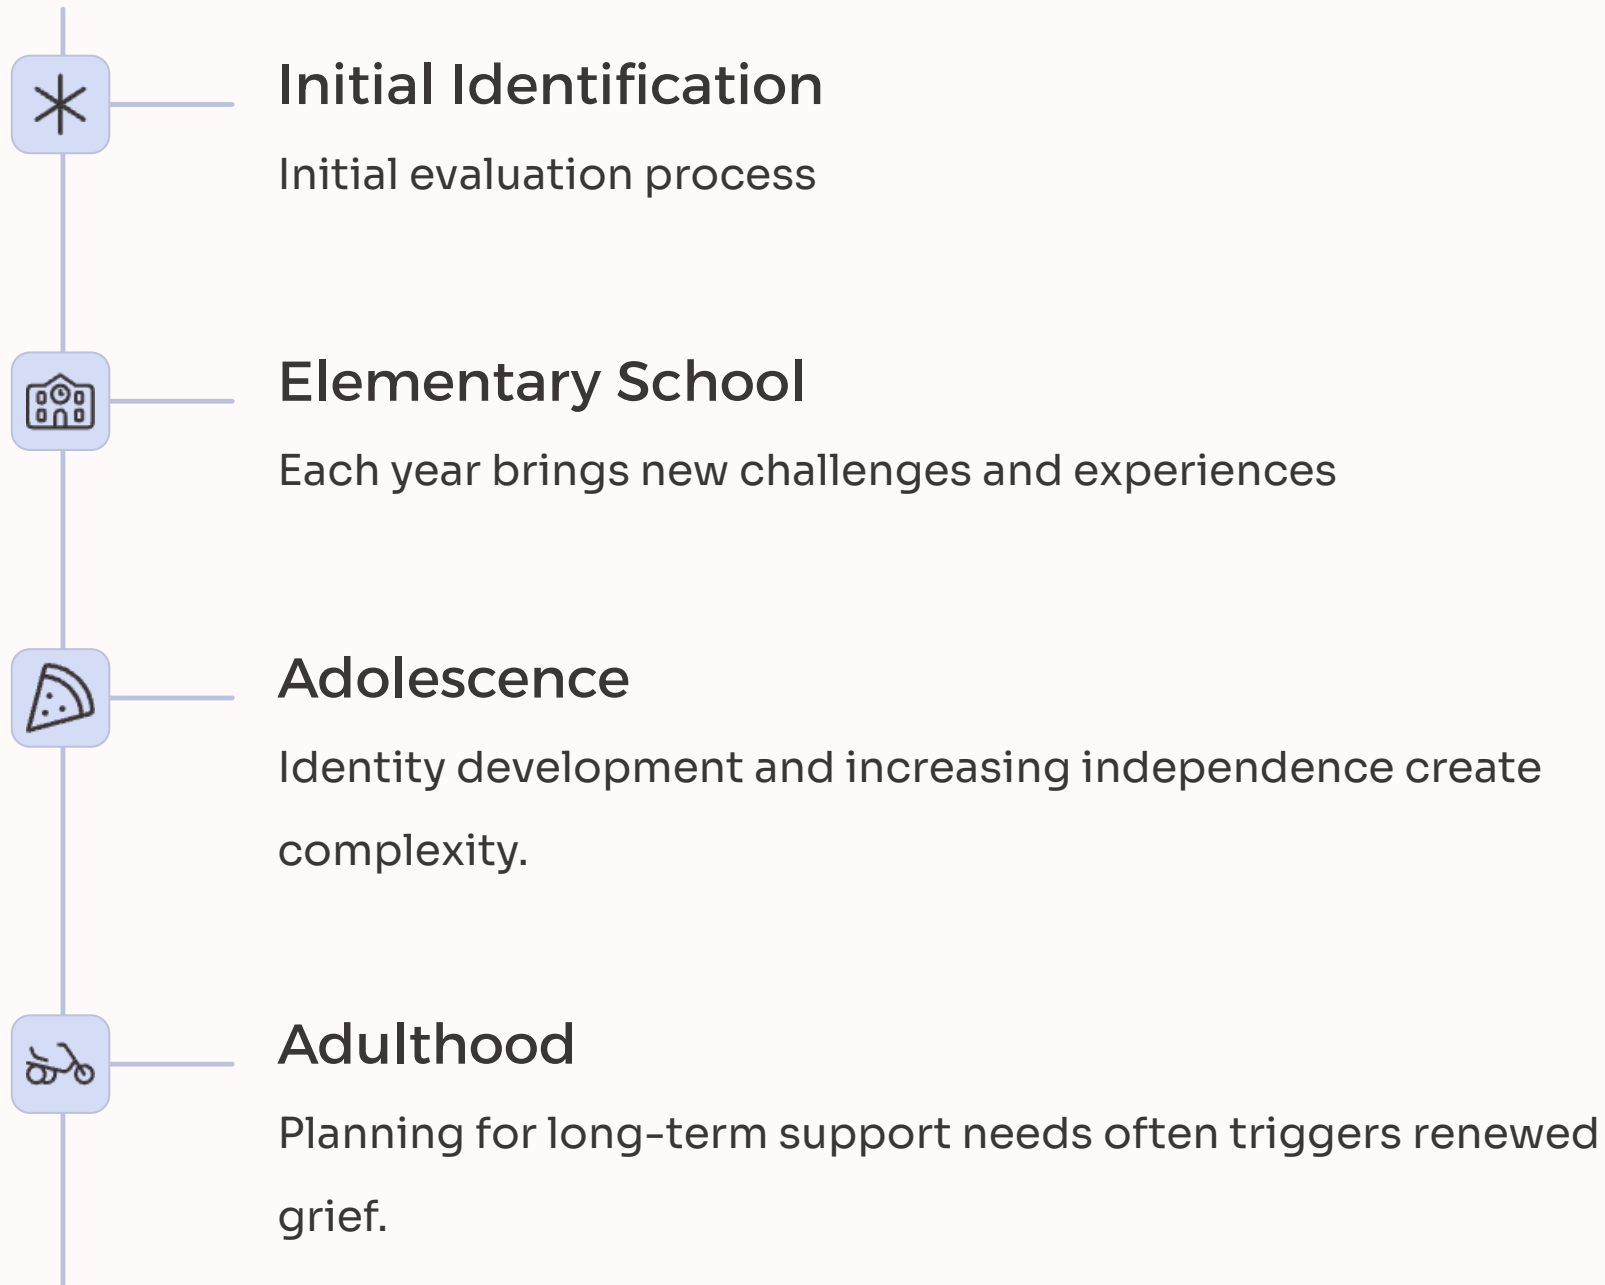 Initial Identification
Initial evaluation process
Elementary School
Each year brings new challenges and experiences
Adolescence
Identity development and increasing independence create
complexity.
Adulthood
Planning for long-term support needs often triggers renewed
grief.